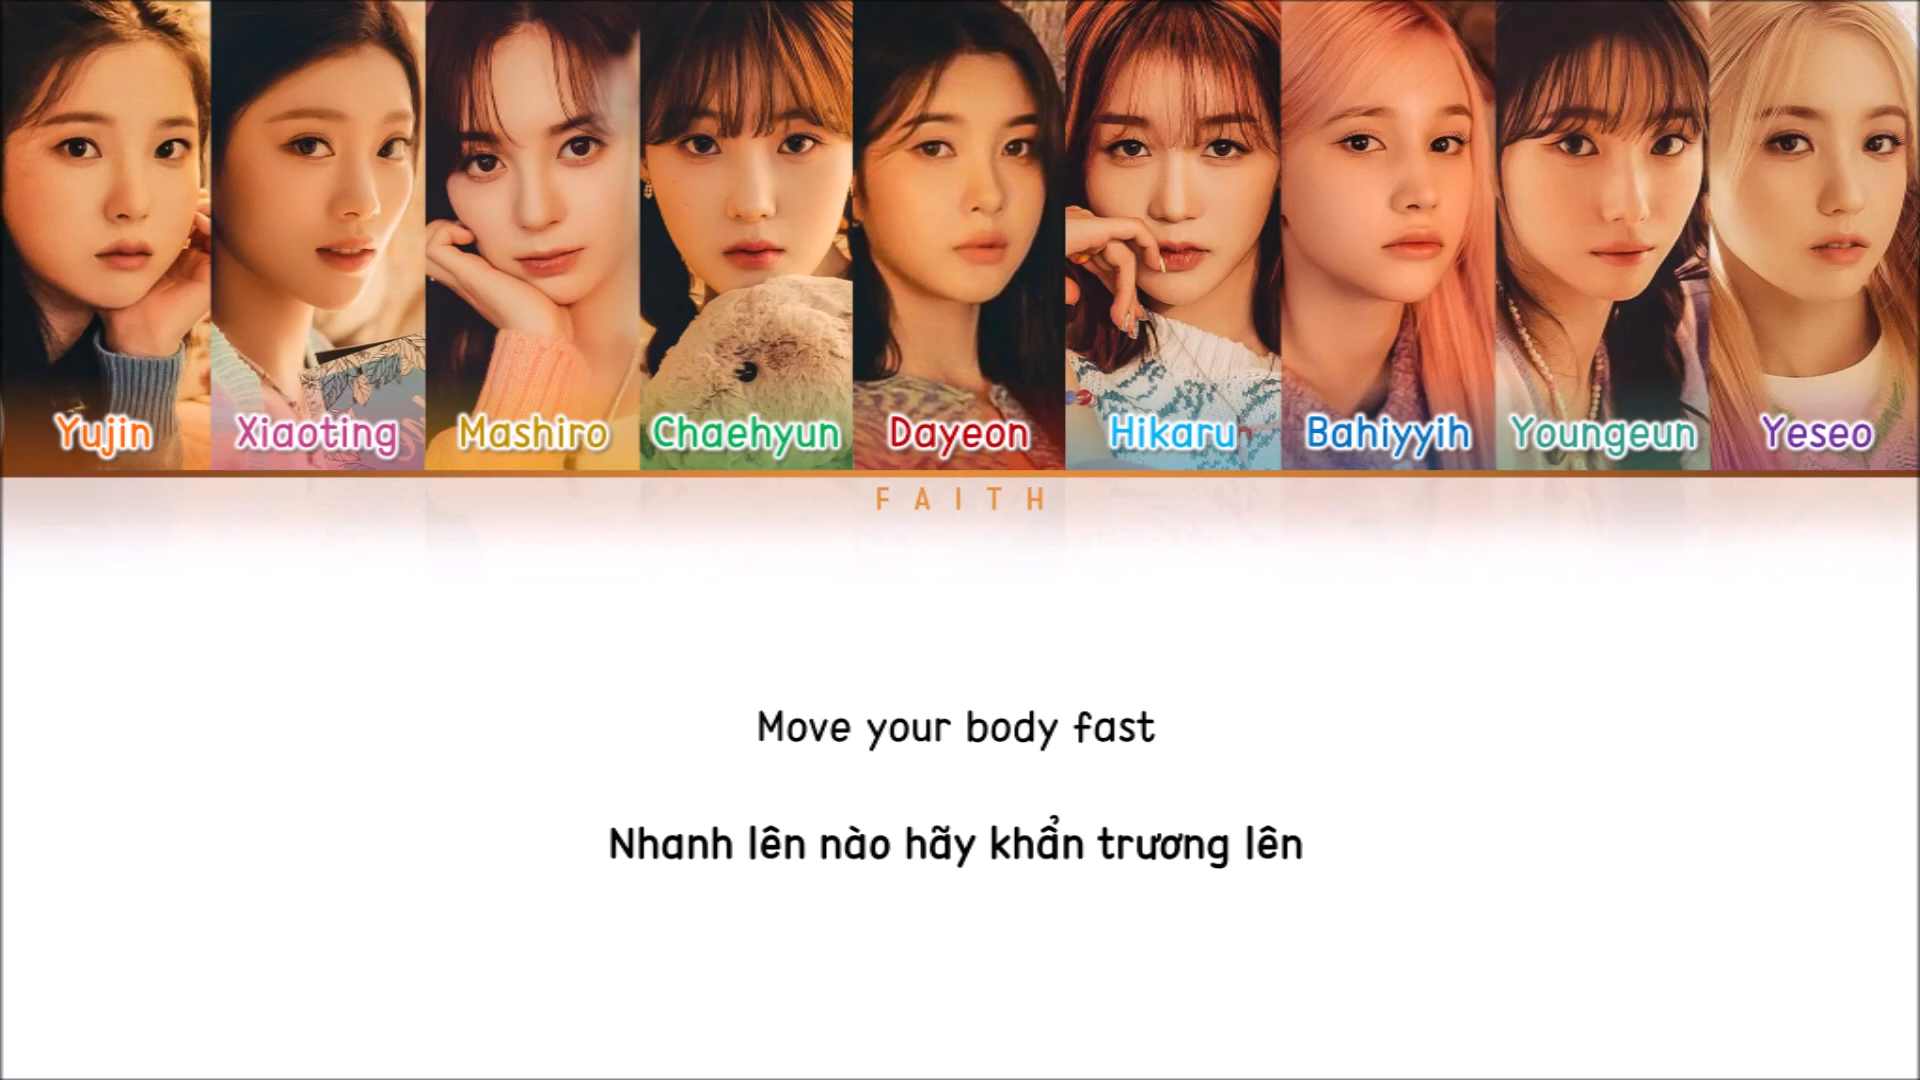 Yujin Xiaoting Mashiro Chaehyun Dayeon Hikaru Bahiyyih Youngeun Yeseo
FAITH
Move your body fast
Nhanh lên nào hãy khẩn trương lên